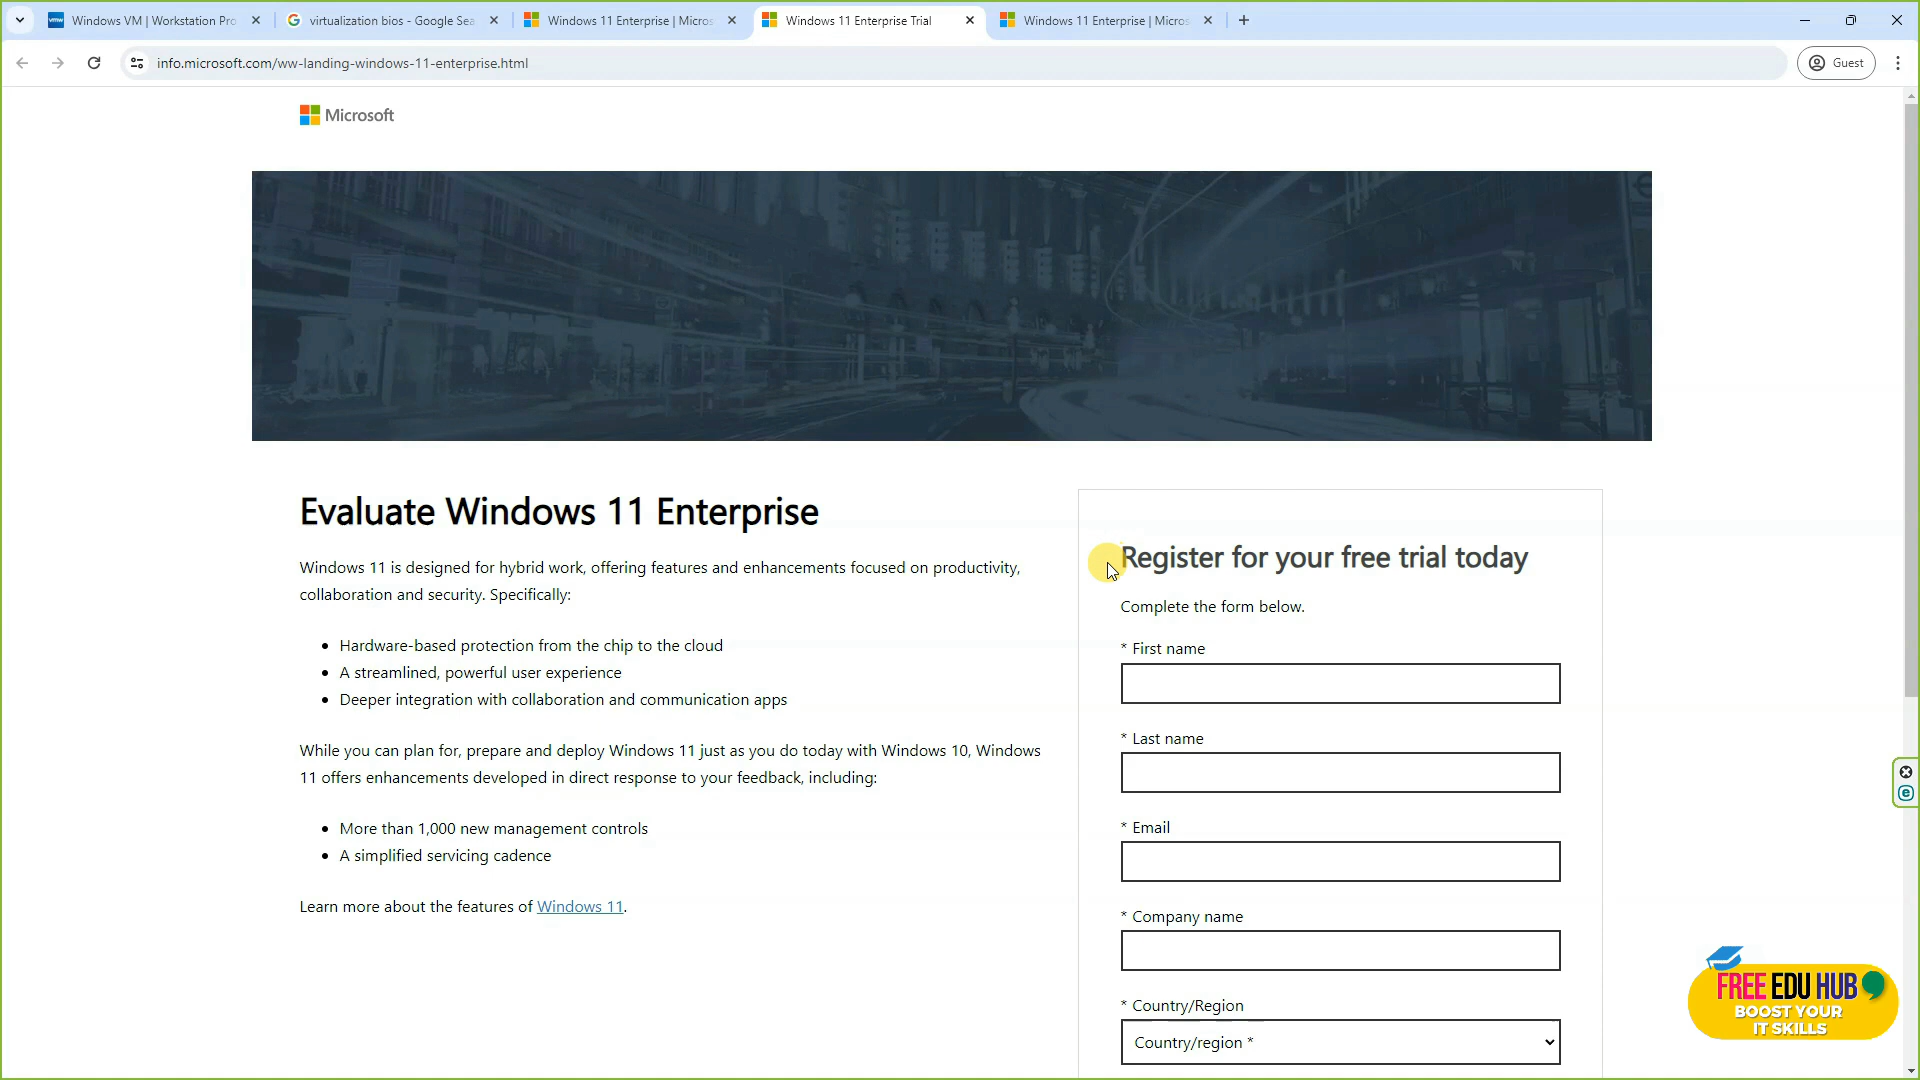 Windows VM | Workstation Pro
virtualization bios - Google Sea
Windows 11 Enterprise | Micros
Windows 11 Enterprise Trial
Windows 11 Enterprise | Micros
info.microsoft.com/ww-landing-windows-11-enterprise.html
Guest
Microsoft
Evaluate Windows 11 Enterprise
Windows 11 is designed for hybrid work, offering features and enhancements focused on productivity,
collaboration and security. Specifically:
• Hardware-based protection from the chip to the cloud
• A streamlined, powerful user experience
• Deeper integration with collaboration and communication apps
While you can plan for, prepare and deploy Windows 11 just as you do today with Windows 10, Windows
11 offers enhancements developed in direct response to your feedback, including:
• More than 1,000 new management controls
• A simplified servicing cadence
Learn more about the features of Windows 11.
Register for your free trial today
Complete the form below.
* First name
* Last name
* Email
* Company name
* Country/Region
Country/region *
FREE EDU HUB
BOOST YOUR
IT SKILLS